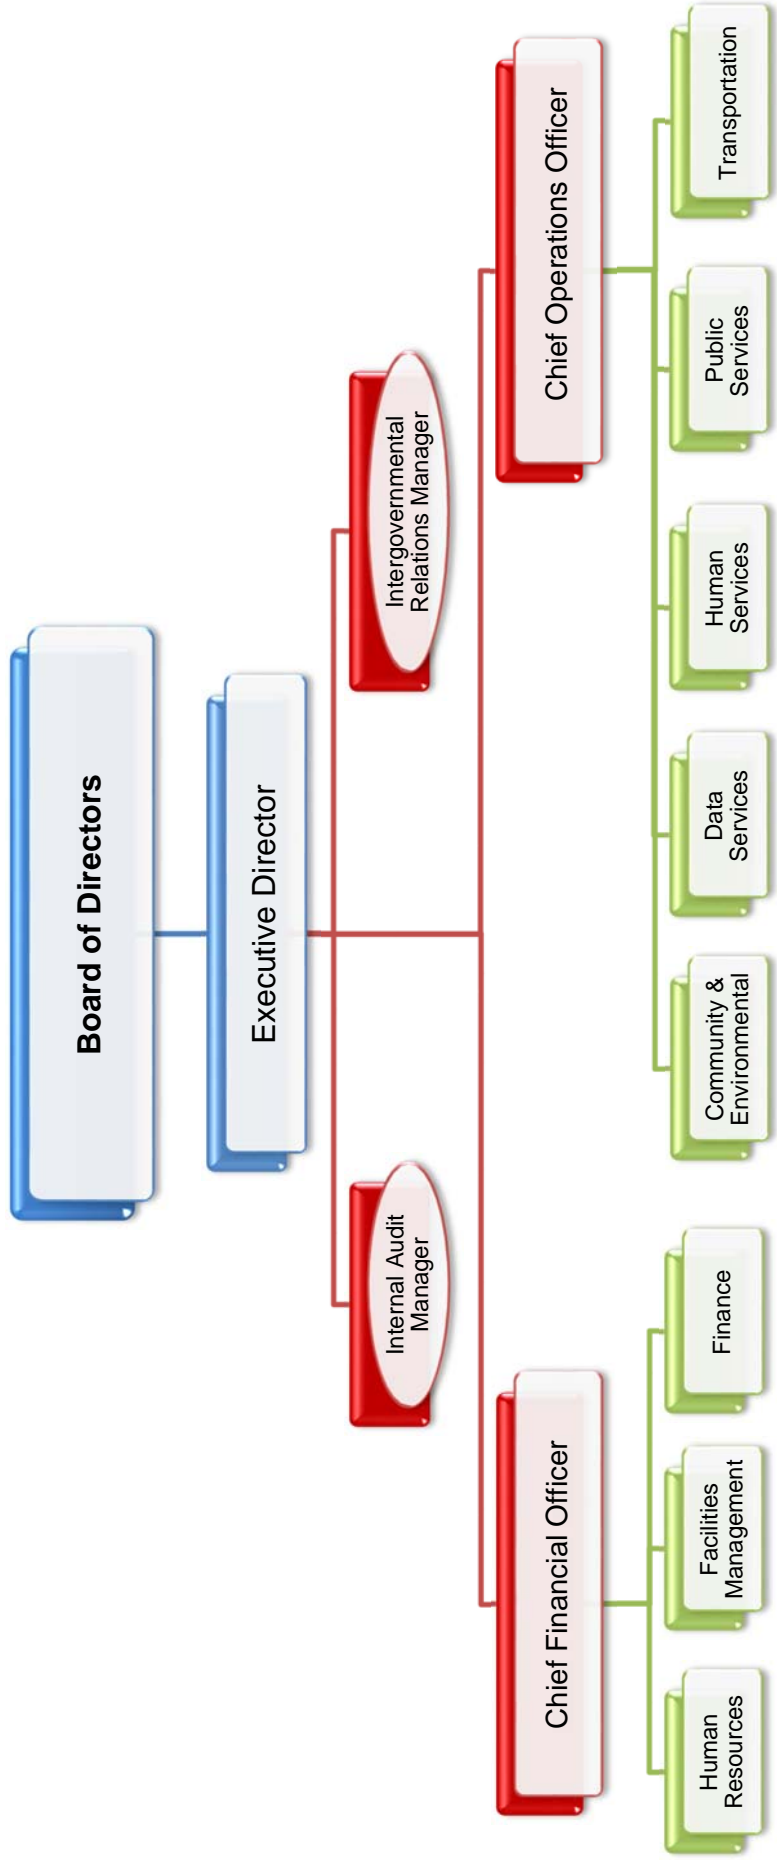 Board of Directors
Executive Director
Internal Audit
Manager
Intergovernmental
Relations Manager
Chief Financial Officer
Chief Operations Officer
Human
Resources
Facilities
Management
Finance
Community &
Environmental
Data
Services
Human
Services
Public
Services
Transportation